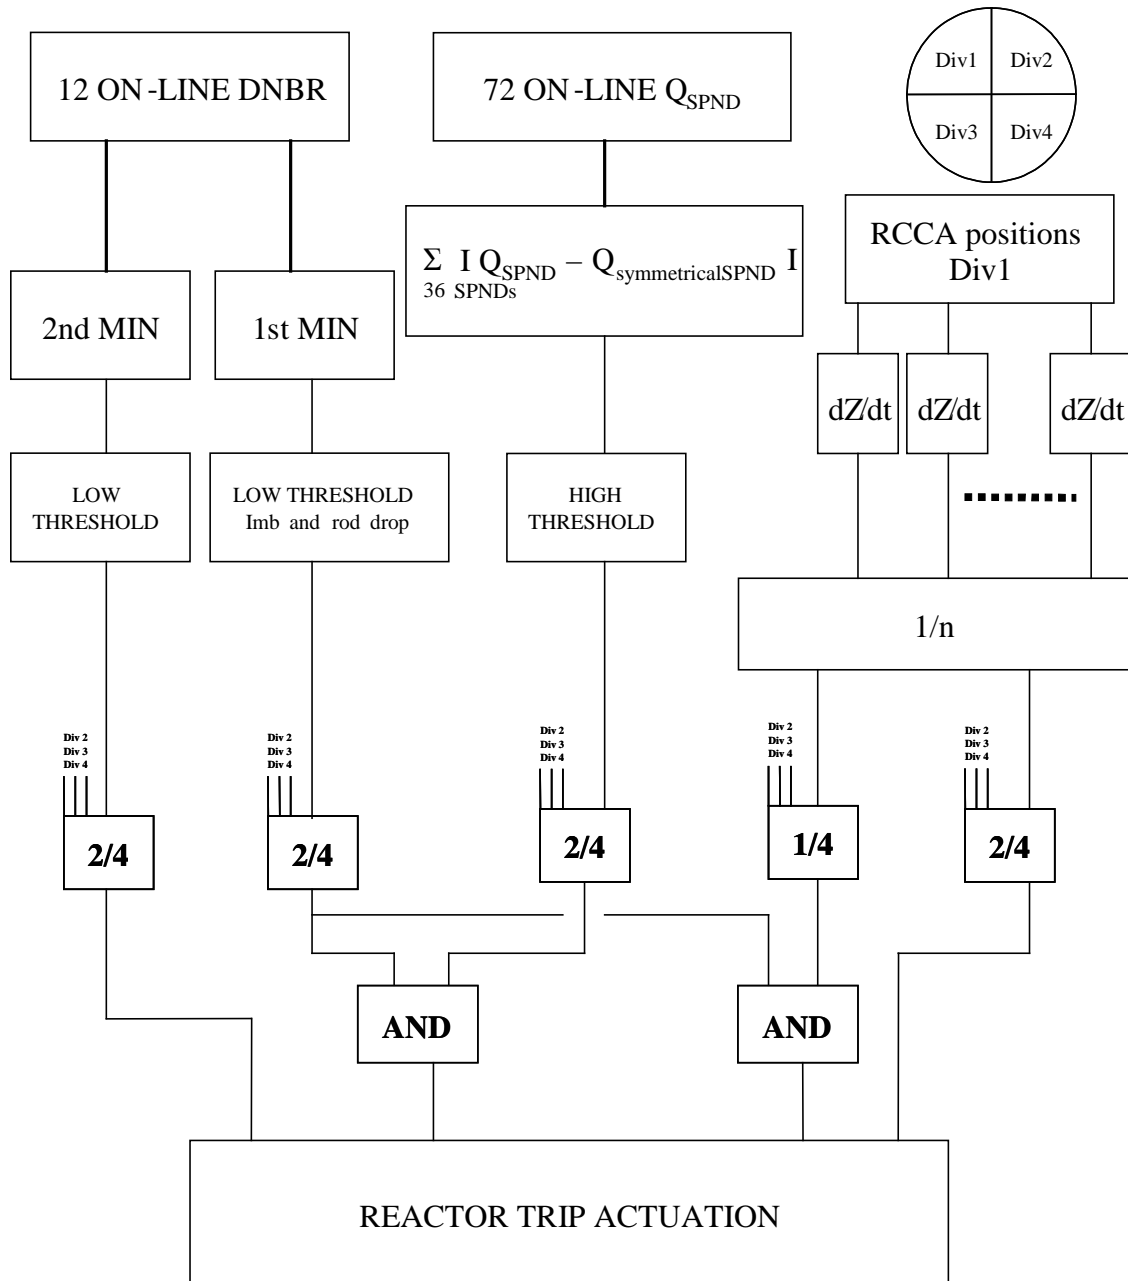 12 ON-LINE DNBR
72 ON-LINE QSPND
Div1
Div2
Div3
Div4
2nd MIN
1st MIN
Σ I QSPND – QsymmetricalSPND I
36 SPNDs
RCCA positions
Div1
dZ/dt
dZ/dt
dZ/dt
LOW
THRESHOLD
LOW THRESHOLD
Imb and rod drop
HIGH
THRESHOLD
1/n
Div 2
Div 3
Div 4
Div 2
Div 3
Div 4
Div 2
Div 3
Div 4
Div 2
Div 3
Div 4
Div 2
Div 3
Div 4
2/4
2/4
2/4
1/4
2/4
AND
AND
REACTOR TRIP ACTUATION